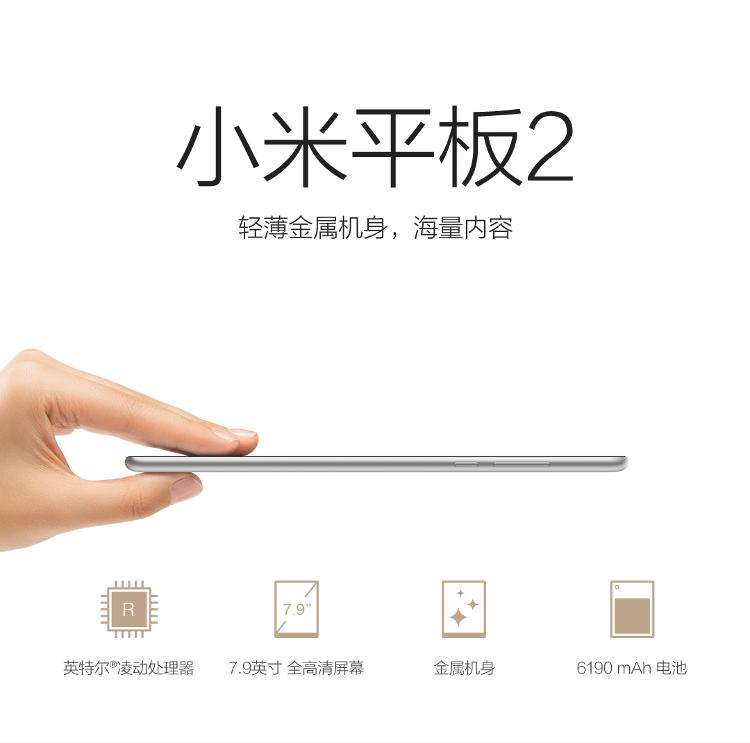 小米平板2
轻薄金属机身，海量内容
R
7.9"
英特尔®凌动处理器
7.9英寸 全高清屏幕
金属机身
6190 mAh 电池